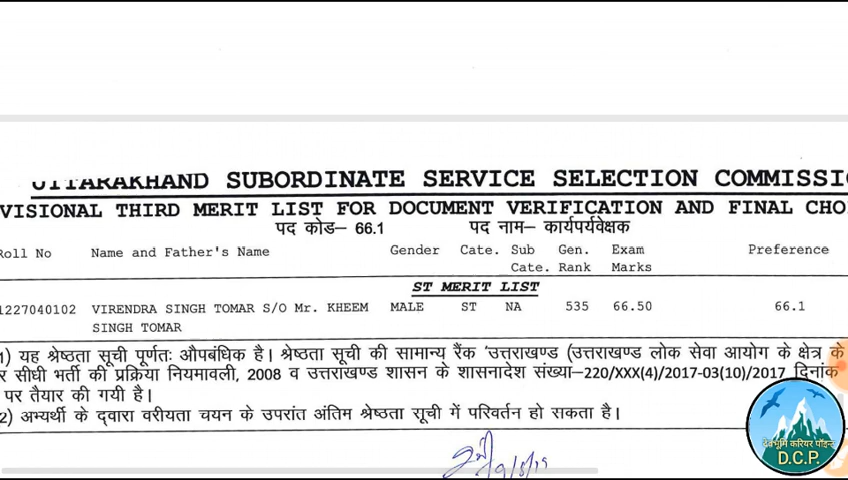 UTTARAKHAND SUBORDINATE SERVICE SELECTION COMMISSIO
VISIONAL THIRD MERIT LIST FOR DOCUMENT VERIFICATION AND FINAL CHO
पद कोड– 66.1 पद नाम– कार्यपर्यवेक्षक
Roll No Name and Father's Name Gender Cate. Sub Gen. Exam Preference
Cate. Rank Marks
ST MERIT LIST
1227040102 VIRENDRA SINGH TOMAR S/O Mr. KHEEM MALE ST NA 535 66.50 66.1
SINGH TOMAR
1) यह श्रेष्ठता सूची पूर्णतः औपबंधिक है। श्रेष्ठता सूची की सामान्य रैंक 'उत्तराखण्ड (उत्तराखण्ड लोक सेवा आयोग के क्षेत्र के
र सीधी भर्ती की प्रक्रिया नियमावली, 2008 व उत्तराखण्ड शासन के शासनादेश संख्या–220/XXX(4)/2017-03(10)/2017 दिनांक
पर तैयार की गयी है।
2) अभ्यर्थी के द्वारा वरीयता चयन के उपरांत अंतिम श्रेष्ठता सूची में परिवर्तन हो सकता है।
देवभूमि करियर पॉइन्ट
D.C.P.